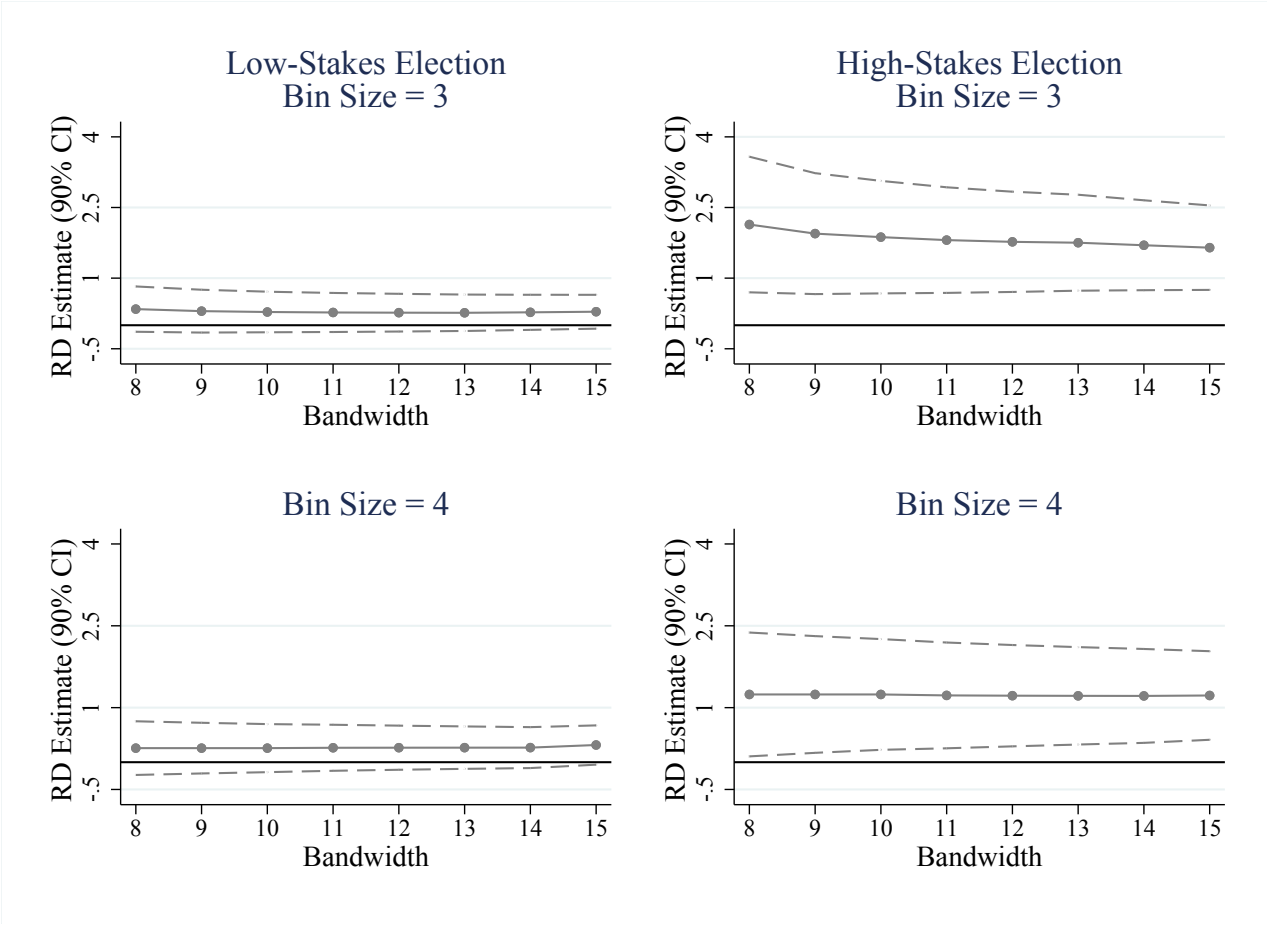 Low-Stakes Election
Bin Size = 3
RD Estimate (90% CI)
4
2.5
1
-.5
8 9 10 11 12 13 14 15
Bandwidth
High-Stakes Election
Bin Size = 3
RD Estimate (90% CI)
4
2.5
1
-.5
8 9 10 11 12 13 14 15
Bandwidth
Bin Size = 4
RD Estimate (90% CI)
4
2.5
1
-.5
8 9 10 11 12 13 14 15
Bandwidth
Bin Size = 4
RD Estimate (90% CI)
4
2.5
1
-.5
8 9 10 11 12 13 14 15
Bandwidth